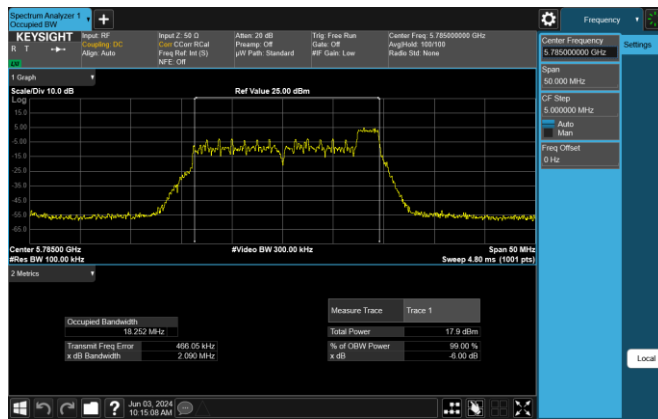 Spectrum Analyzer 1
Occupied BW
+
Frequency
KEYSIGHT
R T
Input: RF
Coupling: DC
Align: Auto
Input Z: 50 Ω
Corr CCorr RCal
Freq Ref: Int (S)
NFE: Off
Atten: 20 dB
Preamp: Off
µW Path: Standard
Trig: Free Run
Gate: Off
#IF Gain: Low
Center Freq: 5.785000000 GHz
Avg|Hold: 100/100
Radio Std: None
Center Frequency
5.785000000 GHz
Settings
Span
50.000 MHz
CF Step
5.000000 MHz
Auto
Man
Freq Offset
0 Hz
1 Graph
Scale/Div 10.0 dB
Ref Value 25.00 dBm
Log
15.0
5.00
-5.00
-15.0
-25.0
-35.0
-45.0
-55.0
-65.0
Center 5.78500 GHz
#Video BW 300.00 kHz
Span 50 MHz
#Res BW 100.00 kHz
Sweep 4.80 ms (1001 pts)
2 Metrics
Measure Trace
Trace 1
Occupied Bandwidth
18.252 MHz
Total Power
17.9 dBm
Transmit Freq Error
466.05 kHz
% of OBW Power
99.00 %
x dB Bandwidth
2.090 MHz
x dB
-6.00 dB
Local
?
Jun 03, 2024
10:15:08 AM